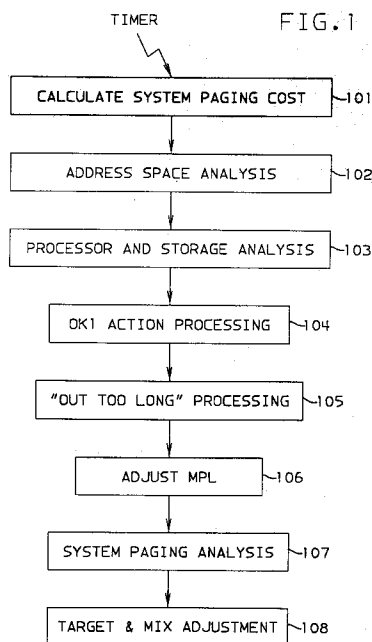 TIMER
FIG.1
CALCULATE SYSTEM PAGING COST
101
ADDRESS SPACE ANALYSIS
102
PROCESSOR AND STORAGE ANALYSIS
103
OK1 ACTION PROCESSING
104
"OUT TOO LONG" PROCESSING
105
ADJUST MPL
106
SYSTEM PAGING ANALYSIS
107
TARGET & MIX ADJUSTMENT
108